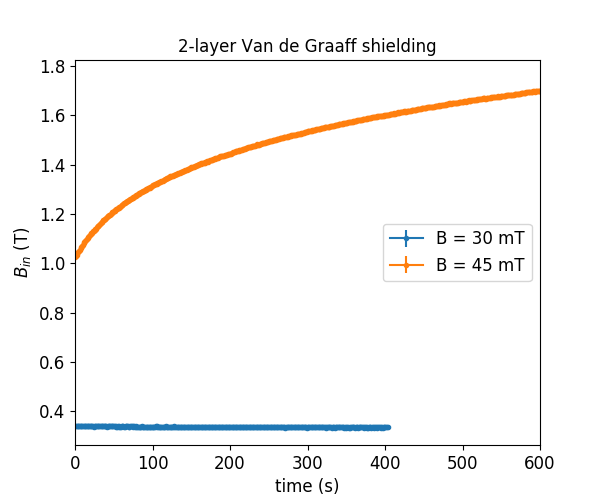 2-layer Van de Graaff shielding
1.8
1.6
1.4
1.2
1.0
0.8
0.6
0.4
B_in (T)
B = 30 mT
B = 45 mT
0 100 200 300 400 500 600
time (s)